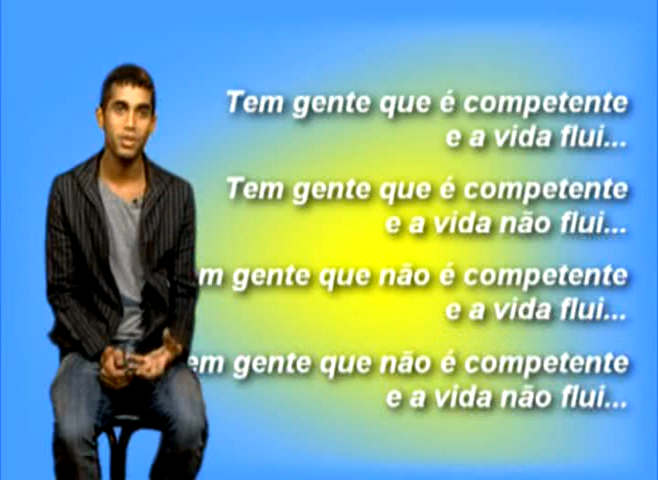 Tem gente que é competente
e a vida flui...
Tem gente que é competente
e a vida não flui...
m gente que não é competente
e a vida flui...
em gente que não é competente
e a vida não flui...